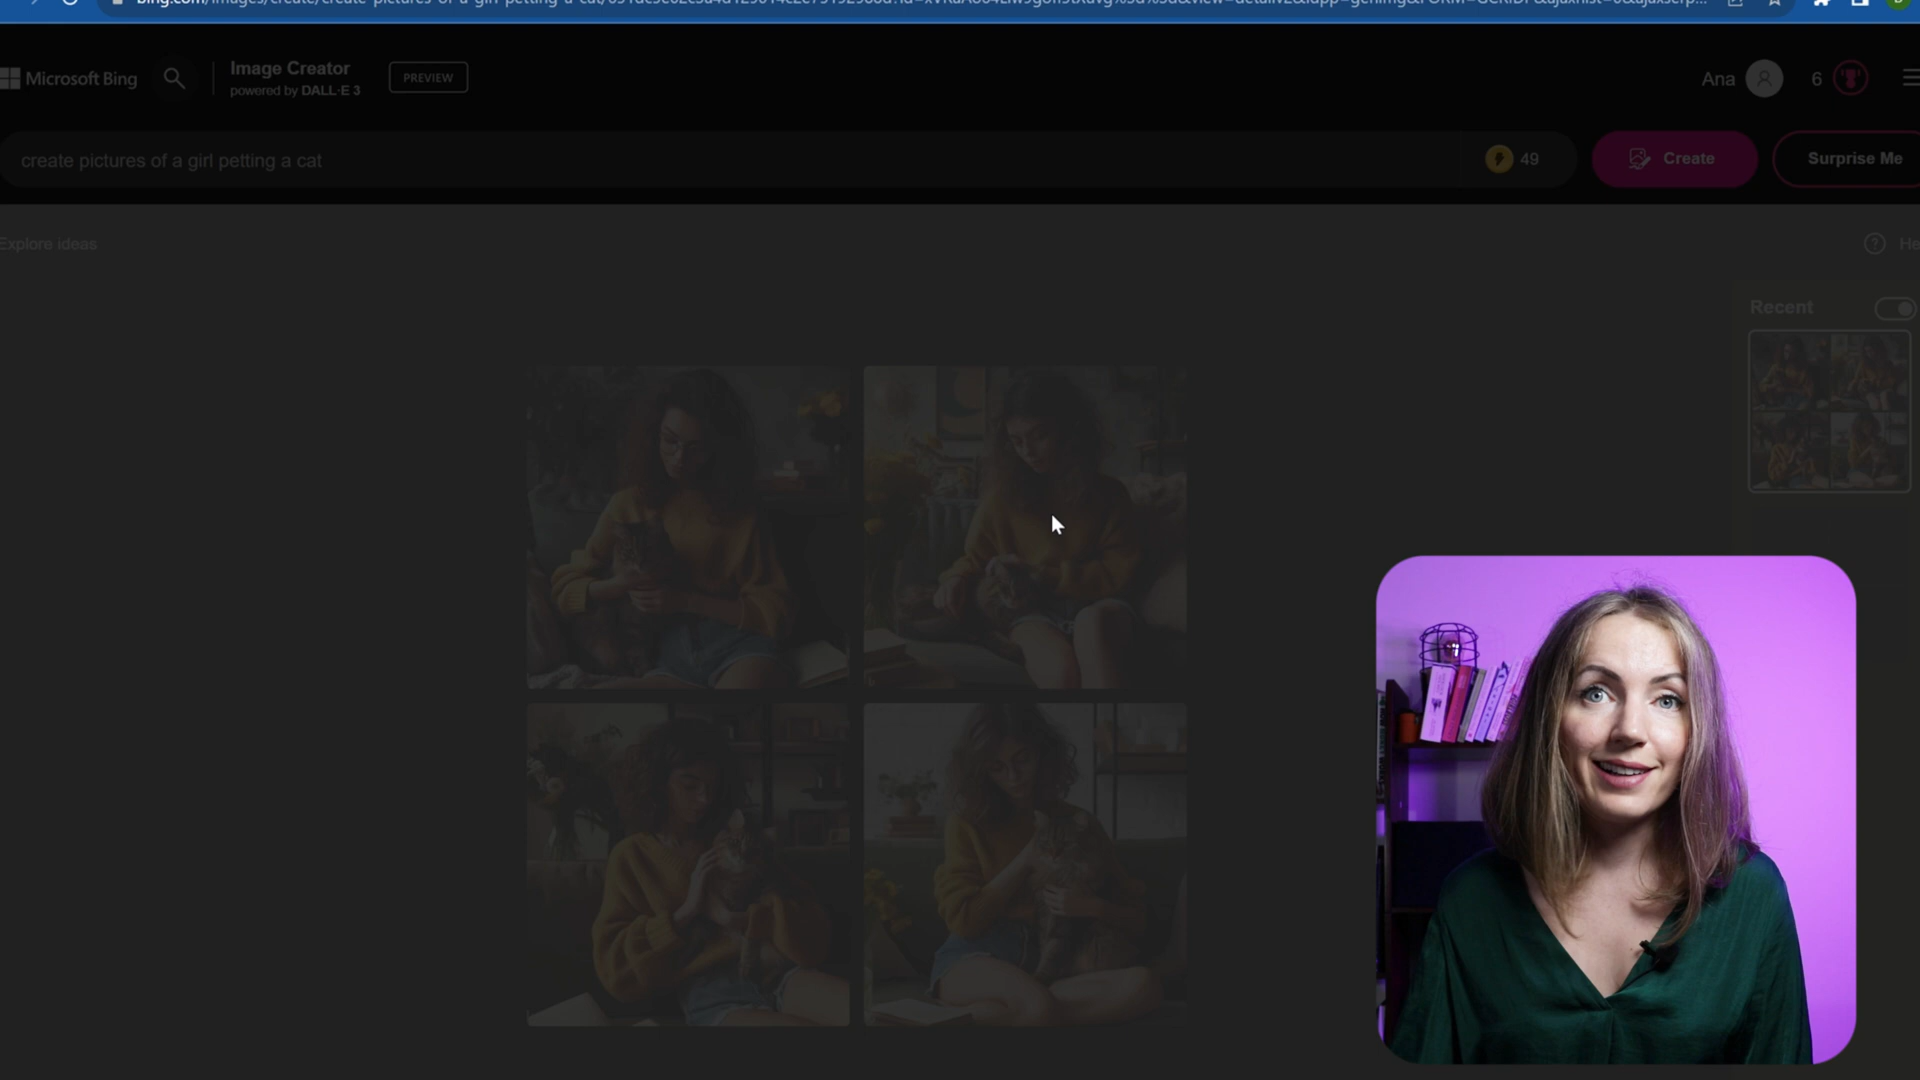 Microsoft Bing
Image Creator
powered by DALL·E 3
PREVIEW
Ana
6
create pictures of a girl petting a cat
49
Create
Surprise Me
Explore ideas
Recent